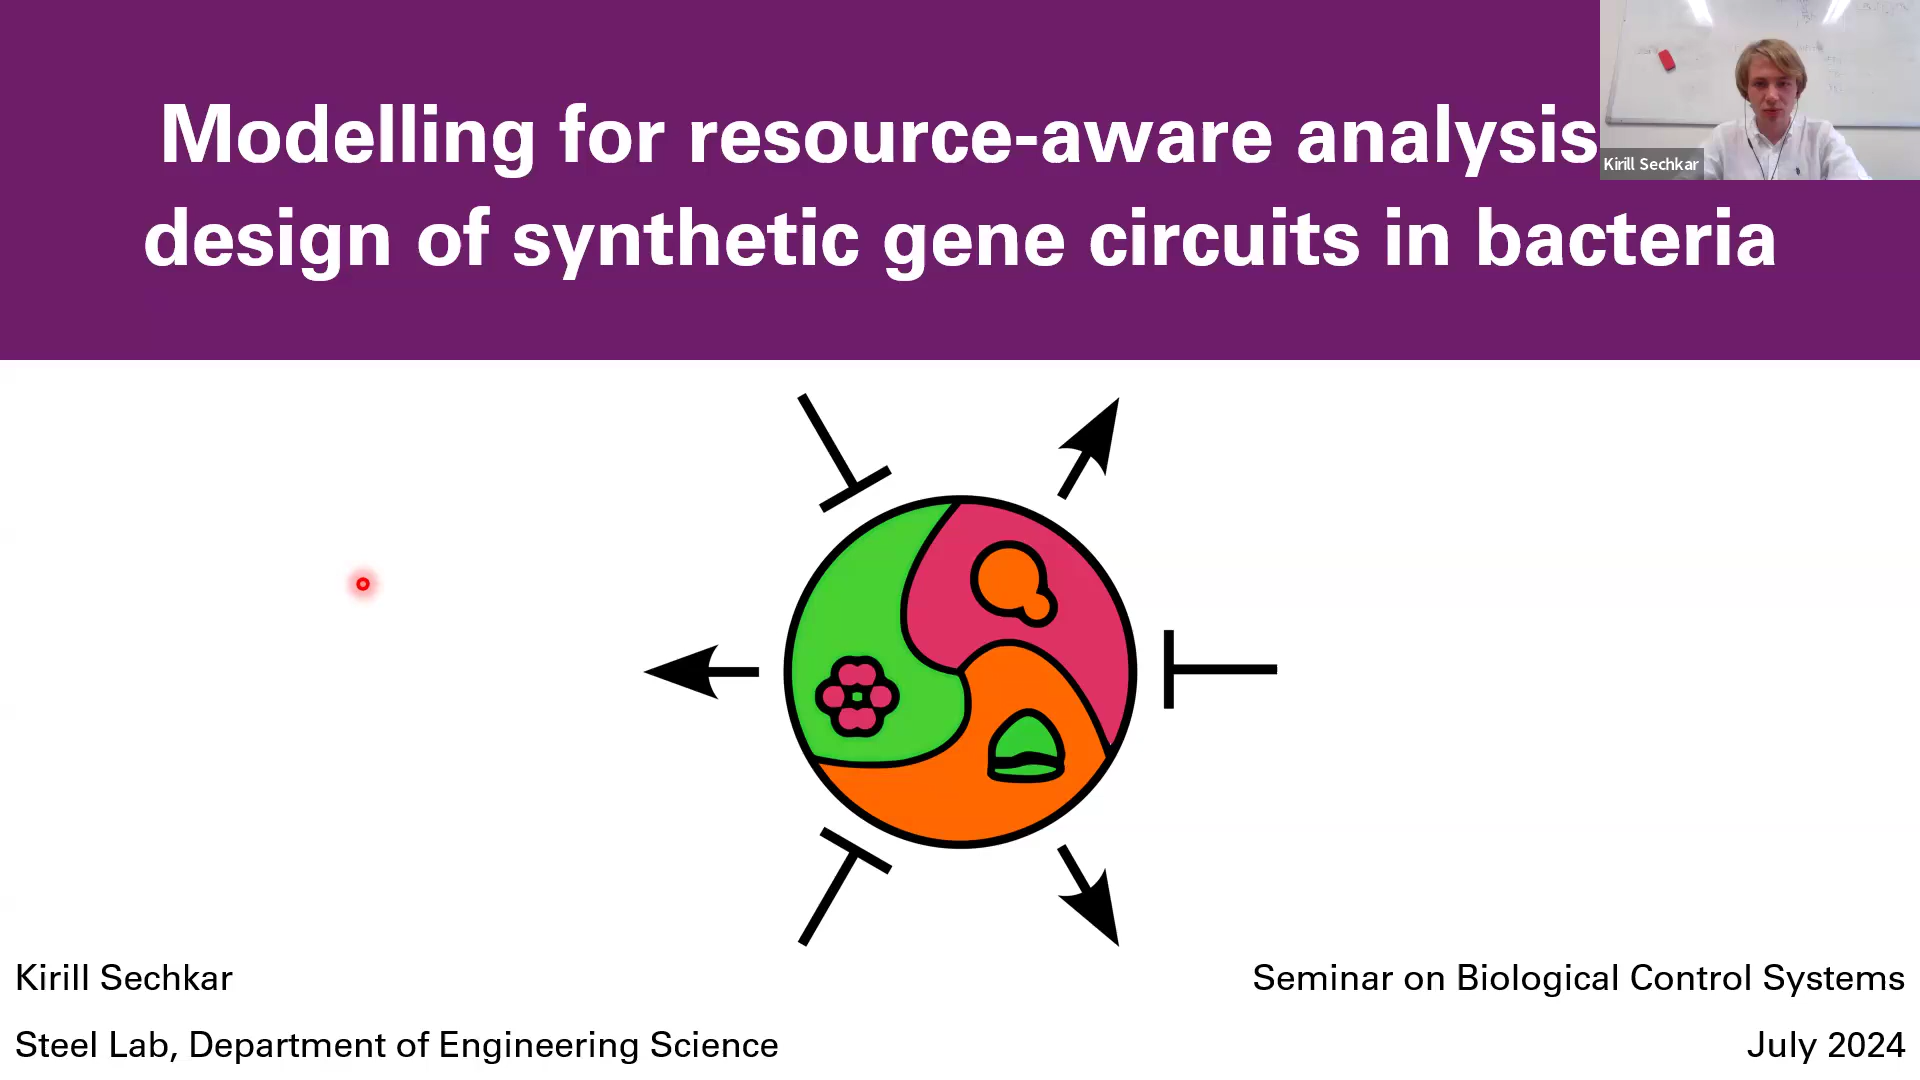 Modelling for resource-aware analysis
design of synthetic gene circuits in bacteria
Kirill Sechkar
Kirill Sechkar
Steel Lab, Department of Engineering Science
Seminar on Biological Control Systems
July 2024